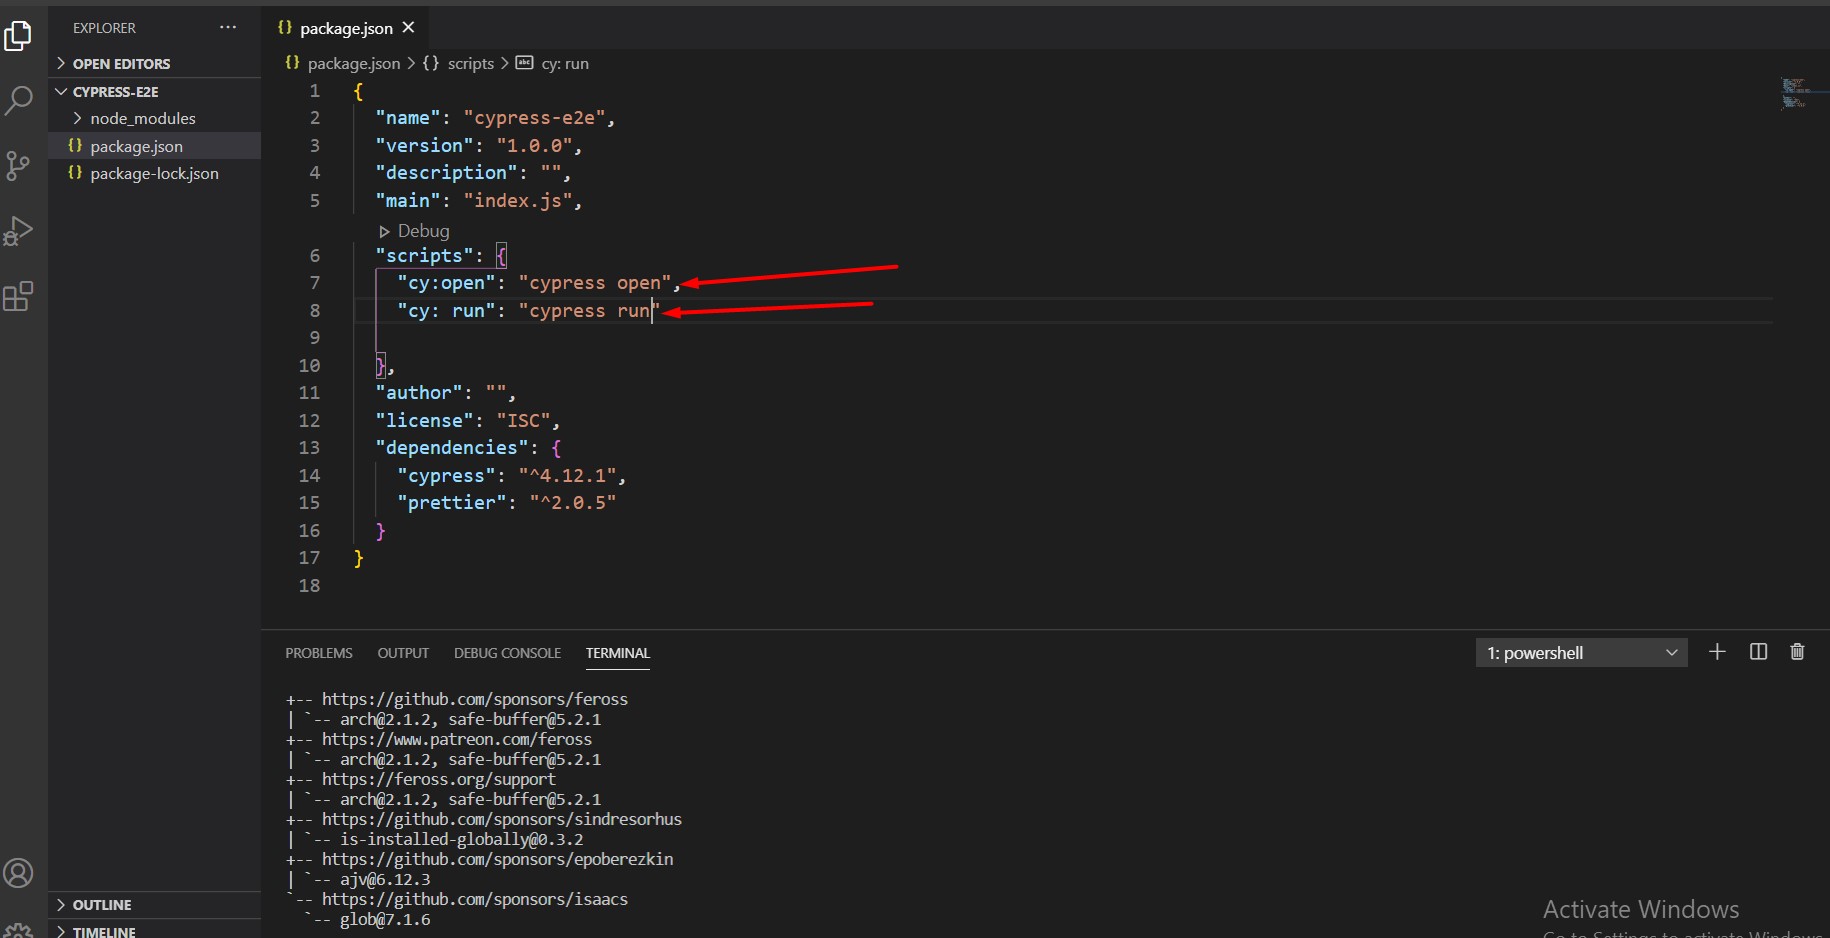 EXPLORER
OPEN EDITORS
CYPRESS-E2E
node_modules
package.json
package-lock.json
OUTLINE
TIMELINE
package.json
package.json > {} scripts > abc cy: run
1 {
2 "name": "cypress-e2e",
3 "version": "1.0.0",
4 "description": "",
5 "main": "index.js",
Debug
6 "scripts": {
7 "cy:open": "cypress open",
8 "cy: run": "cypress run"
9
10 },
11 "author": "",
12 "license": "ISC",
13 "dependencies": {
14 "cypress": "^4.12.1",
15 "prettier": "^2.0.5"
16 }
17 }
18
PROBLEMS OUTPUT DEBUG CONSOLE TERMINAL 1: powershell
+-- https://github.com/sponsors/feross
| `-- arch@2.1.2, safe-buffer@5.2.1
+-- https://www.patreon.com/feross
| `-- arch@2.1.2, safe-buffer@5.2.1
+-- https://feross.org/support
| `-- arch@2.1.2, safe-buffer@5.2.1
+-- https://github.com/sponsors/sindresorhus
| `-- is-installed-globally@0.3.2
+-- https://github.com/sponsors/epoberezkin
| `-- ajv@6.12.3
`-- https://github.com/sponsors/isaacs
`-- glob@7.1.6
Activate Windows
Go to Settings to activate Windows